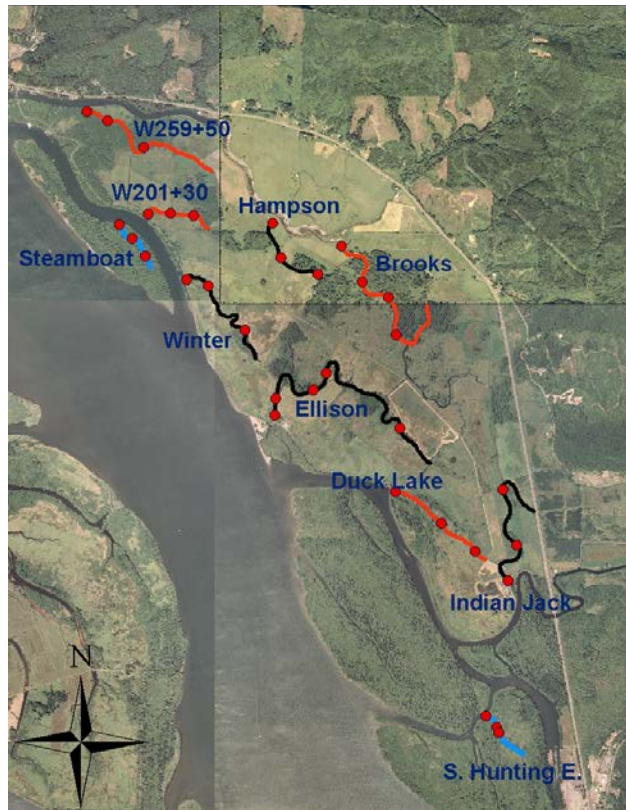 W259+50
W201+30
Hampson
Steamboat
Brooks
Winter
Ellison
Duck Lake
Indian Jack
N
S. Hunting E.